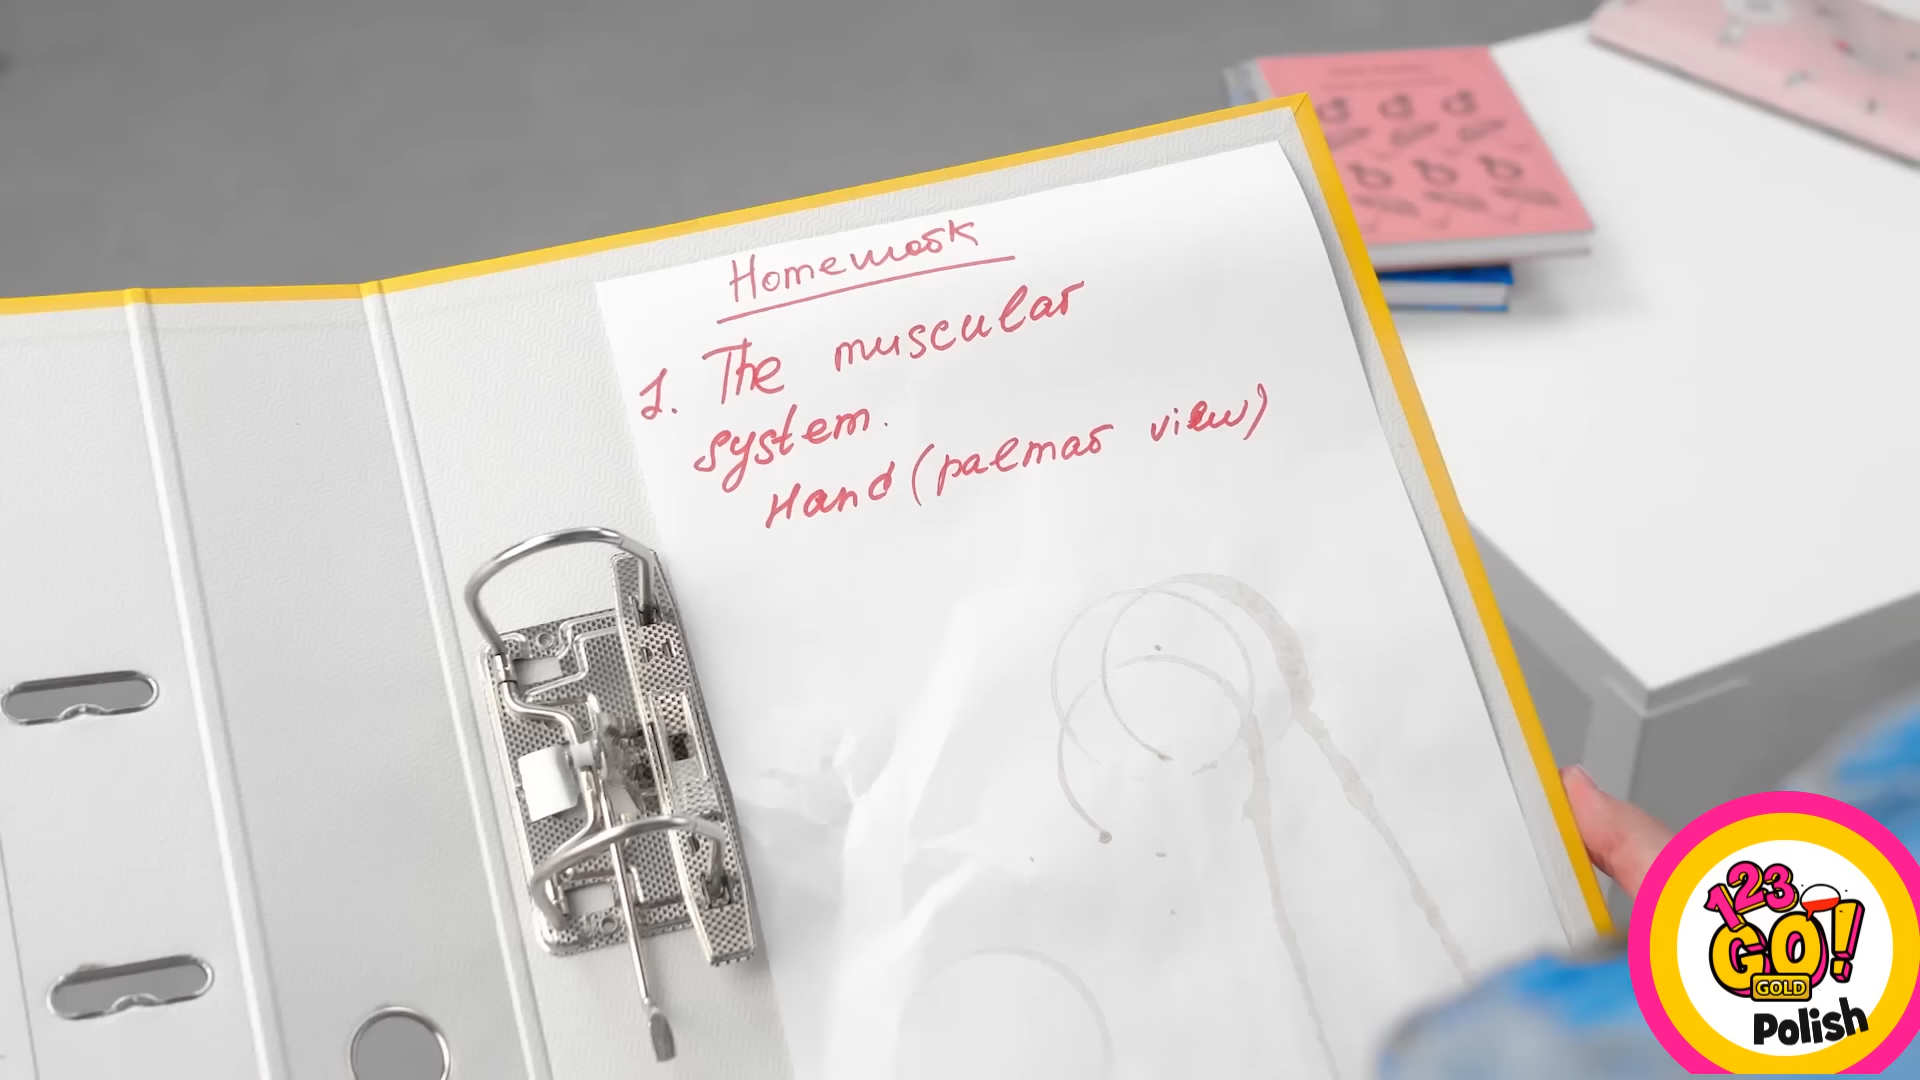 Homework
1. The muscular
system.
Hand (palmar view)
123
GO!
GOLD
Polish